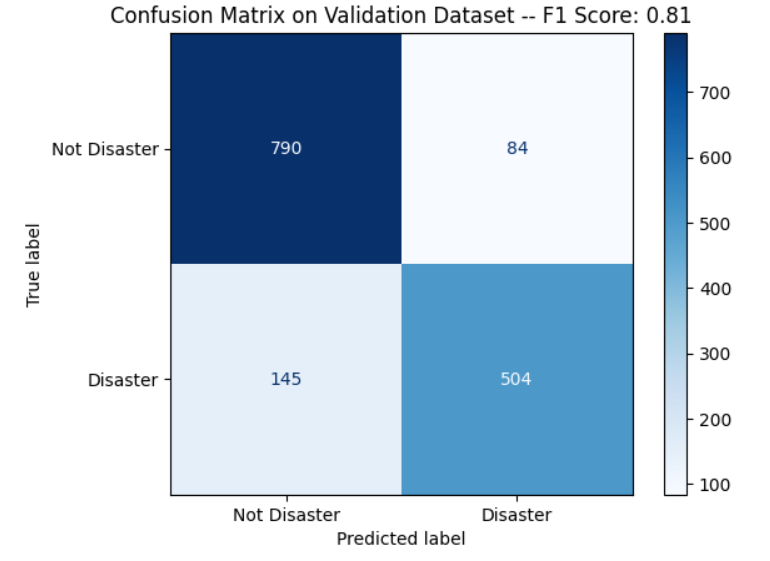 Confusion Matrix on Validation Dataset -- F1 Score: 0.81
True label
Not Disaster
790
84
Disaster
145
504
Not Disaster
Disaster
Predicted label
700
600
500
400
300
200
100